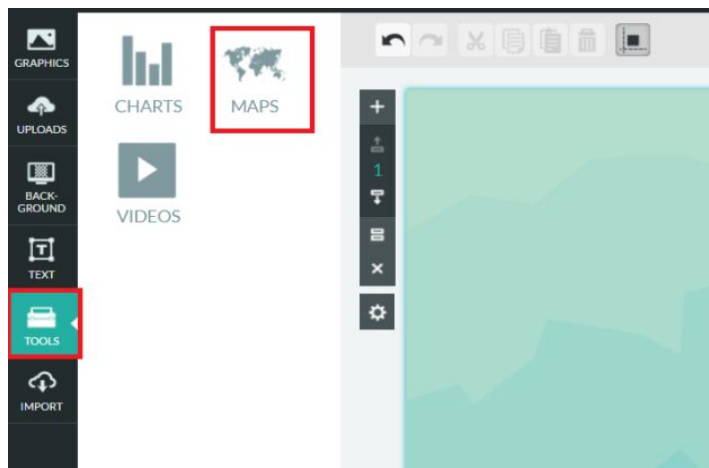 GRAPHICS
UPLOADS
BACK-
GROUND
TEXT
TOOLS
IMPORT
CHARTS
MAPS
VIDEOS
1